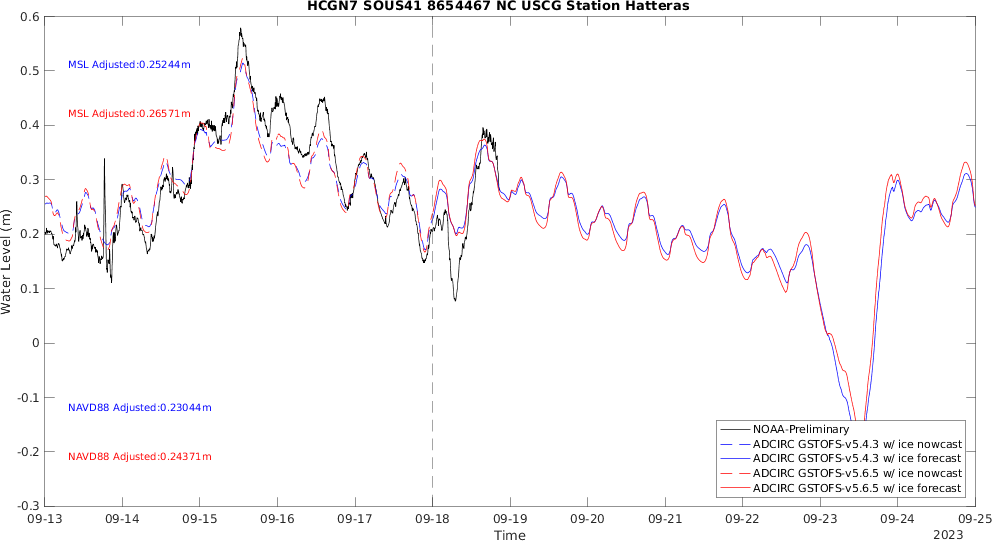 HCGN7 SOUS41 8654467 NC USCG Station Hatteras
0.6
0.5
0.4
0.3
0.2
0.1
0
-0.1
-0.2
-0.3
Water Level (m)
MSL Adjusted:0.25244m
MSL Adjusted:0.26571m
NAVD88 Adjusted:0.23044m
NAVD88 Adjusted:0.24371m
NOAA-Preliminary
ADCIRC GSTOFS-v5.4.3 w/ ice nowcast
ADCIRC GSTOFS-v5.4.3 w/ ice forecast
ADCIRC GSTOFS-v5.6.5 w/ ice nowcast
ADCIRC GSTOFS-v5.6.5 w/ ice forecast
09-13 09-14 09-15 09-16 09-17 09-18 09-19 09-20 09-21 09-22 09-23 09-24 09-25
Time
2023